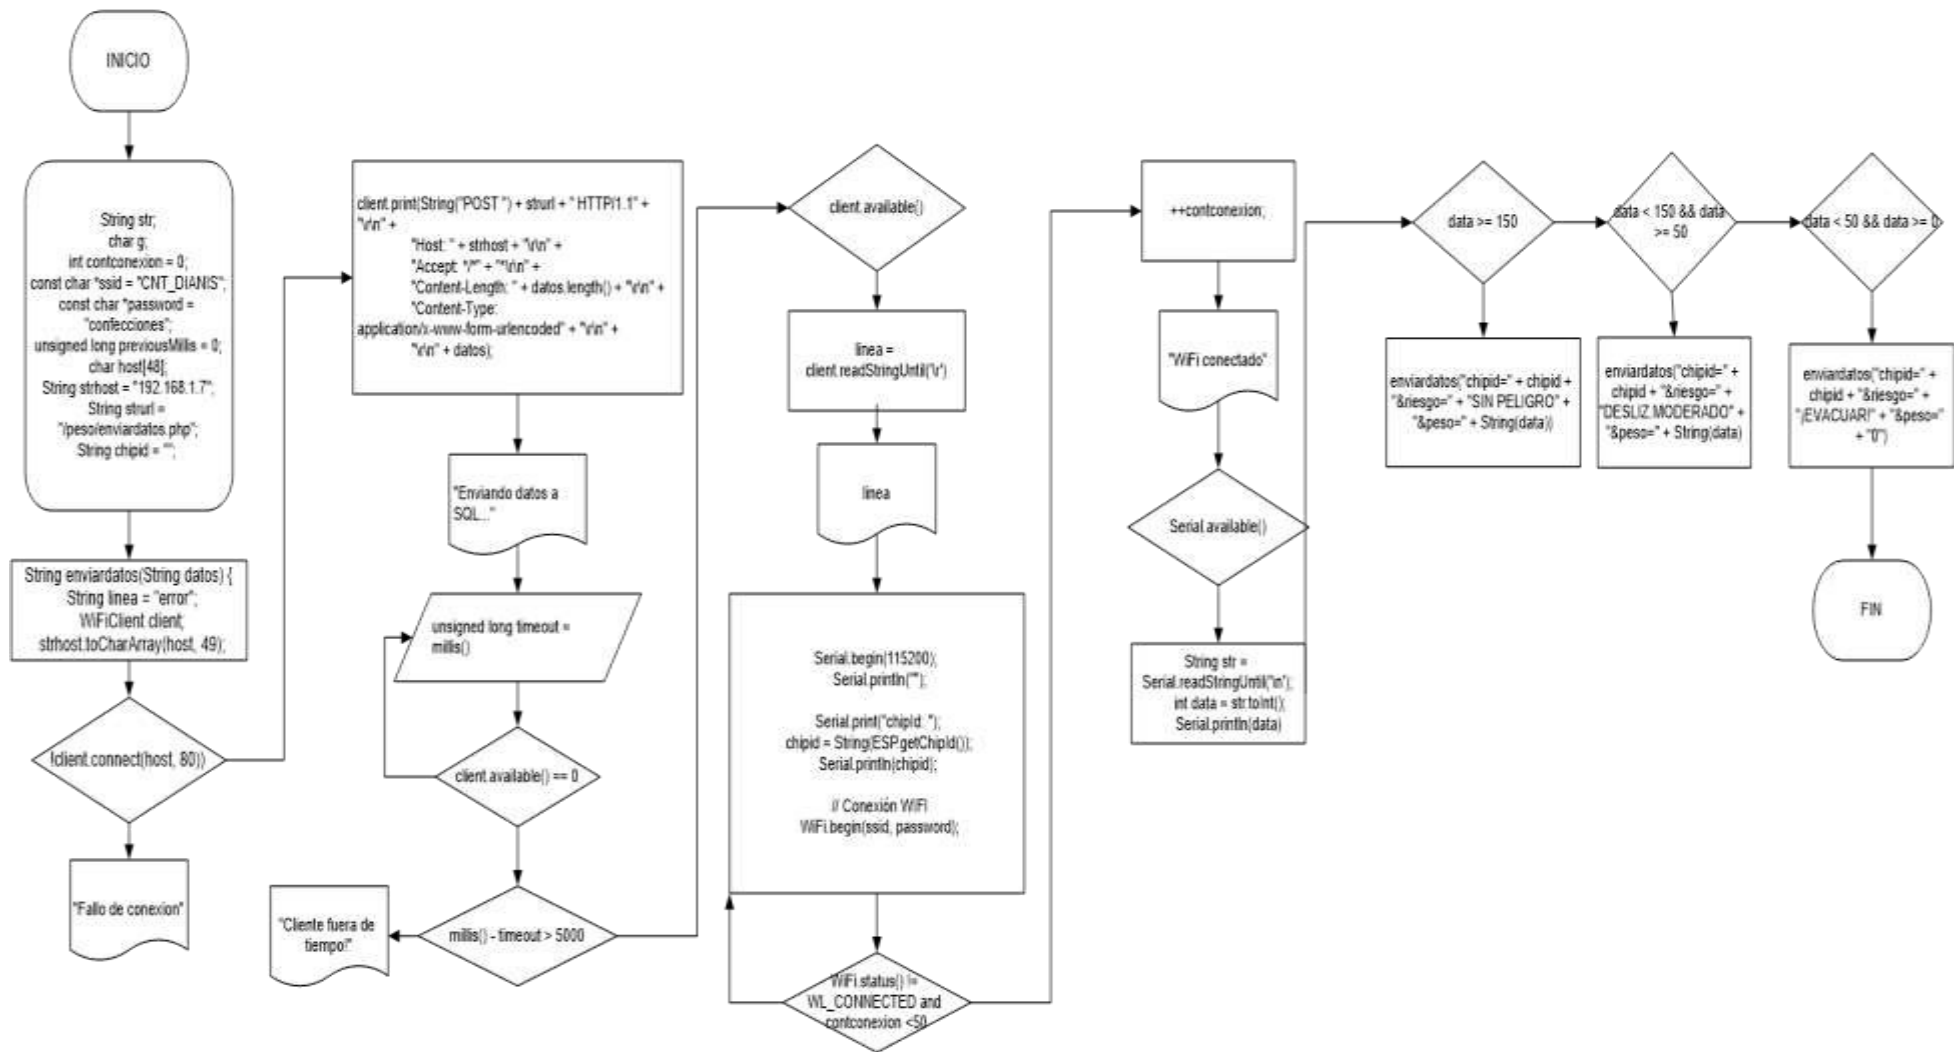 INICIO
String str;
char g;
int contconexion = 0;
const char *ssid = "CNT_DIANIS";
const char *password =
"confecciones";
unsigned long previousMillis = 0;
char host[48];
String strhost = "192.168.1.7";
String strurl =
"/peso/enviardatos.php";
String chipid = "";
String enviardatos(String datos) {
String linea = "error";
WiFiClient client;
strhost.toCharArray(host, 49);
!client.connect(host, 80))
"Fallo de conexion"
client.print(String("POST ") + strurl + " HTTP/1.1" +
"\r\n" +
"Host: " + strhost + "\r\n" +
"Accept: */*" + "*\r\n" +
"Content-Length: " + datos.length() + "\r\n" +
"Content-Type:
application/x-www-form-urlencoded" + "\r\n" +
"\r\n" + datos);
"Enviando datos a
SQL..."
unsigned long timeout =
millis()
client.available() == 0
millis() - timeout > 5000
"Cliente fuera de
tiempo!"
client.available()
linea =
client.readStringUntil('\r')
linea
Serial.begin(115200);
Serial.println("");
Serial.print("chipId: ");
chipid = String(ESP.getChipId());
Serial.println(chipid);
// Conexión WIFI
WiFi.begin(ssid, password);
WiFi.status() !=
WL_CONNECTED and
contconexion <50
++contconexion;
"WiFi conectado"
Serial.available()
String str =
Serial.readStringUntil('\n');
int data = str.toInt();
Serial.println(data)
data >= 150
enviardatos("chipid=" + chipid +
"&riesgo=" + "SIN PELIGRO" +
"&peso=" + String(data))
data < 150 && data
>= 50
enviardatos("chipid=" +
chipid + "&riesgo=" +
"DESLIZ.MODERADO" +
"&peso=" + String(data)
data < 50 && data >= 0
enviardatos("chipid=" +
chipid + "&riesgo=" +
"¡EVACUAR!" + "&peso="
+ "0")
FIN